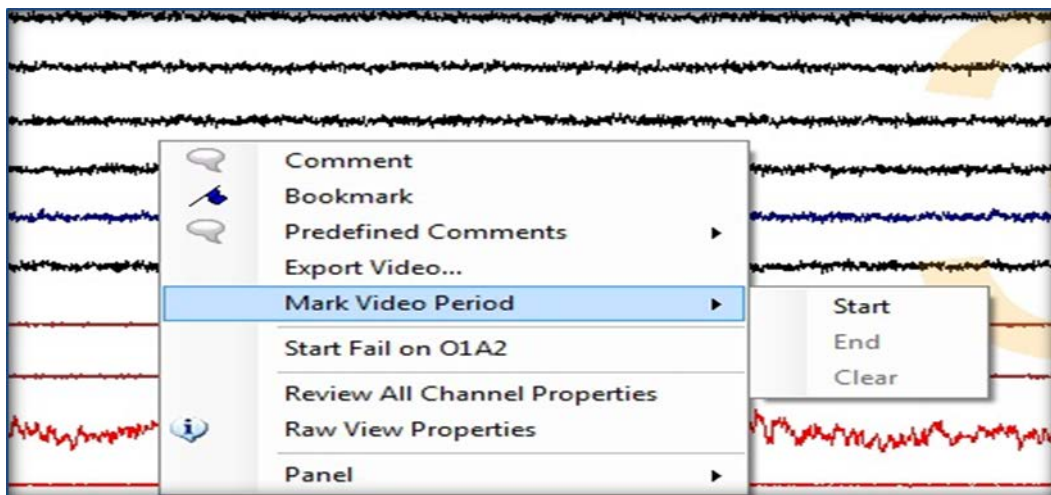 Comment
Bookmark
Predefined Comments
Export Video...
Mark Video Period
Start
End
Clear
Start Fail on O1A2
Review All Channel Properties
Raw View Properties
Panel